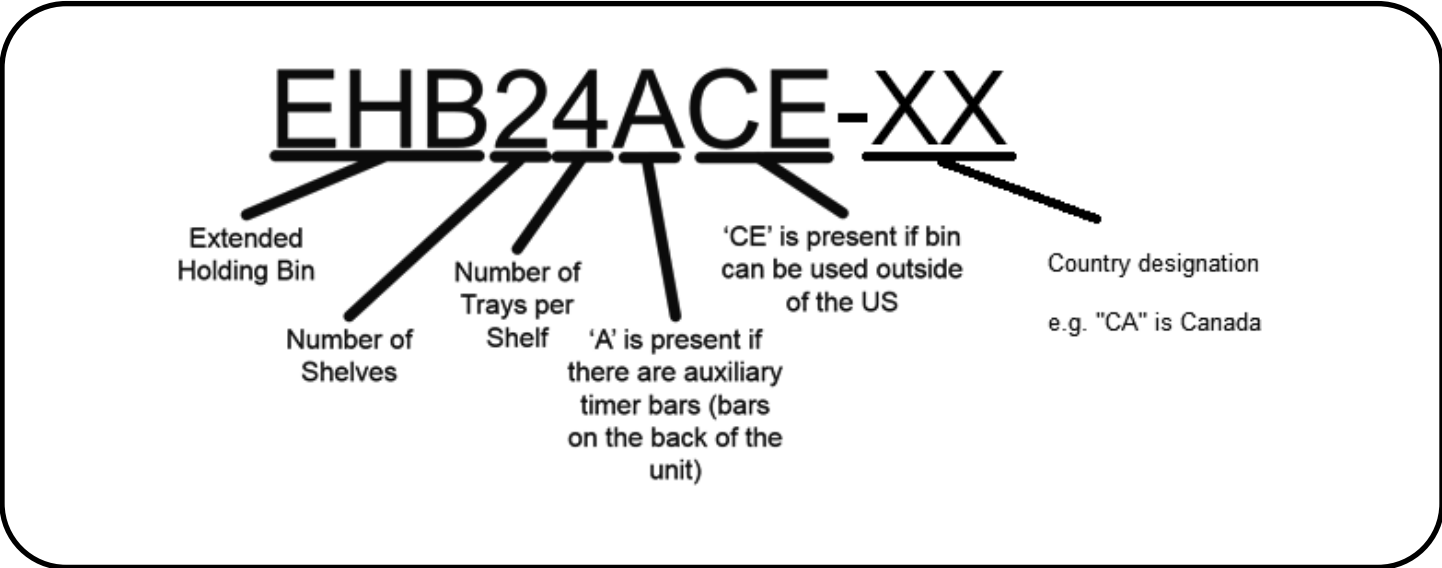 EHB24ACE-XX
Extended
Holding Bin
Number of
Shelves
Number of
Trays per
Shelf
‘A’ is present if
there are auxiliary
timer bars (bars
on the back of the
unit)
‘CE’ is present if bin
can be used outside
of the US
Country designation
e.g. "CA" is Canada